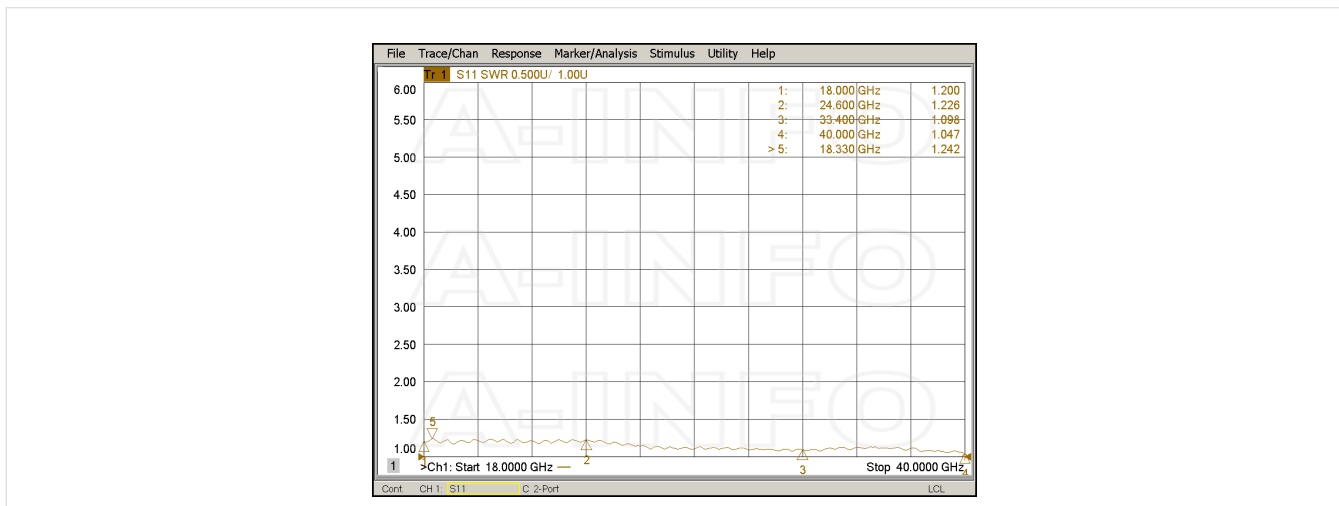 File Trace/Chan Response Marker/Analysis Stimulus Utility Help
Tr 1 S11 SWR 0.500U/ 1.00U
6.00
5.50
5.00
4.50
4.00
3.50
3.00
2.50
2.00
1.50
1.00
1: 18.000 GHz 1.200
2: 24.600 GHz 1.226
3: 33.400 GHz 1.098
4: 40.000 GHz 1.047
> 5: 18.330 GHz 1.242
A-INFO
A-INFO
A-INFO
5
2
3
4
1 >Ch1: Start 18.0000 GHz — Stop 40.0000 GHz
Cont. CH 1: S11 C 2-Port LCL